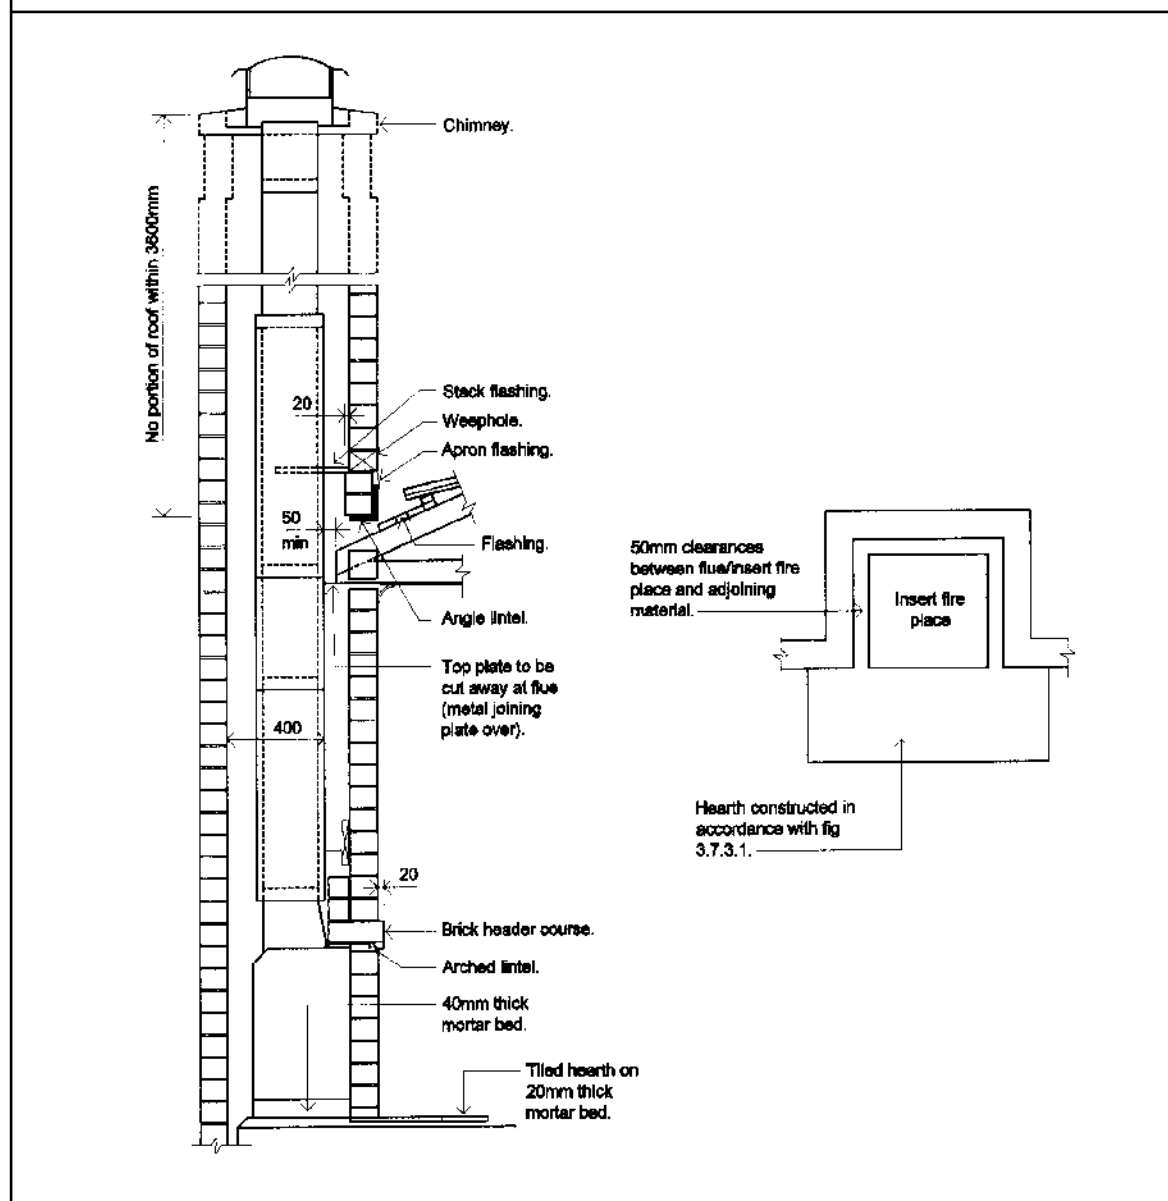 Chimney.
No portion of roof within 3600mm
Stack flashing.
20
Weephole.
Apron flashing.
50
min
Flashing.
Angle lintel.
Top plate to be
cut away at flue
(metal joining
plate over).
400
20
Brick header course.
Arched lintel.
40mm thick
mortar bed.
Tiled hearth on
20mm thick
mortar bed.
50mm clearances
between flue/insert fire
place and adjoining
material.
Insert fire
place
Hearth constructed in
accordance with fig
3.7.3.1.